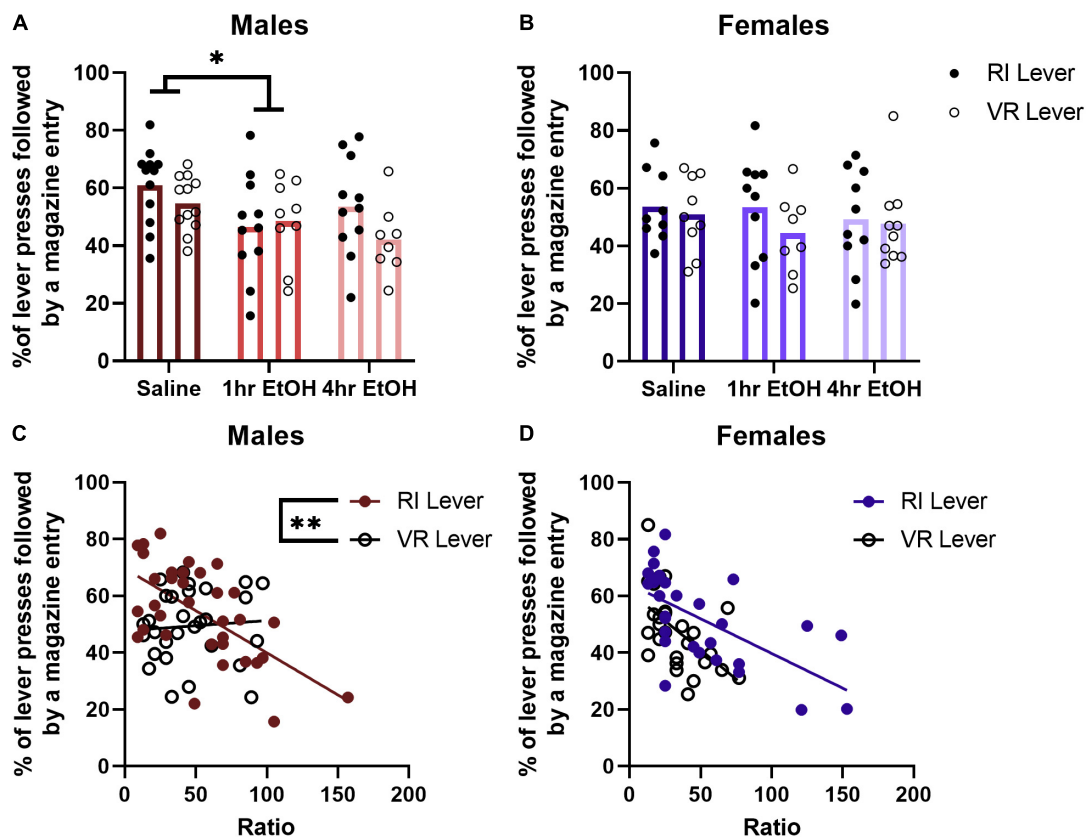 A
Males
B
Females
RI Lever
VR Lever
*
%of lever presses followed
by a magazine entry
100
80
60
40
20
0
Saline
1hr EtOH
4hr EtOH
%of lever presses followed
by a magazine entry
100
80
60
40
20
0
Saline
1hr EtOH
4hr EtOH
C
Males
D
Females
% of lever presses followed
by a magazine entry
100
80
60
40
20
0
RI Lever
**
VR Lever
0
50
100
150
200
Ratio
% of lever presses followed
by a magazine entry
100
80
60
40
20
0
RI Lever
VR Lever
0
50
100
150
200
Ratio